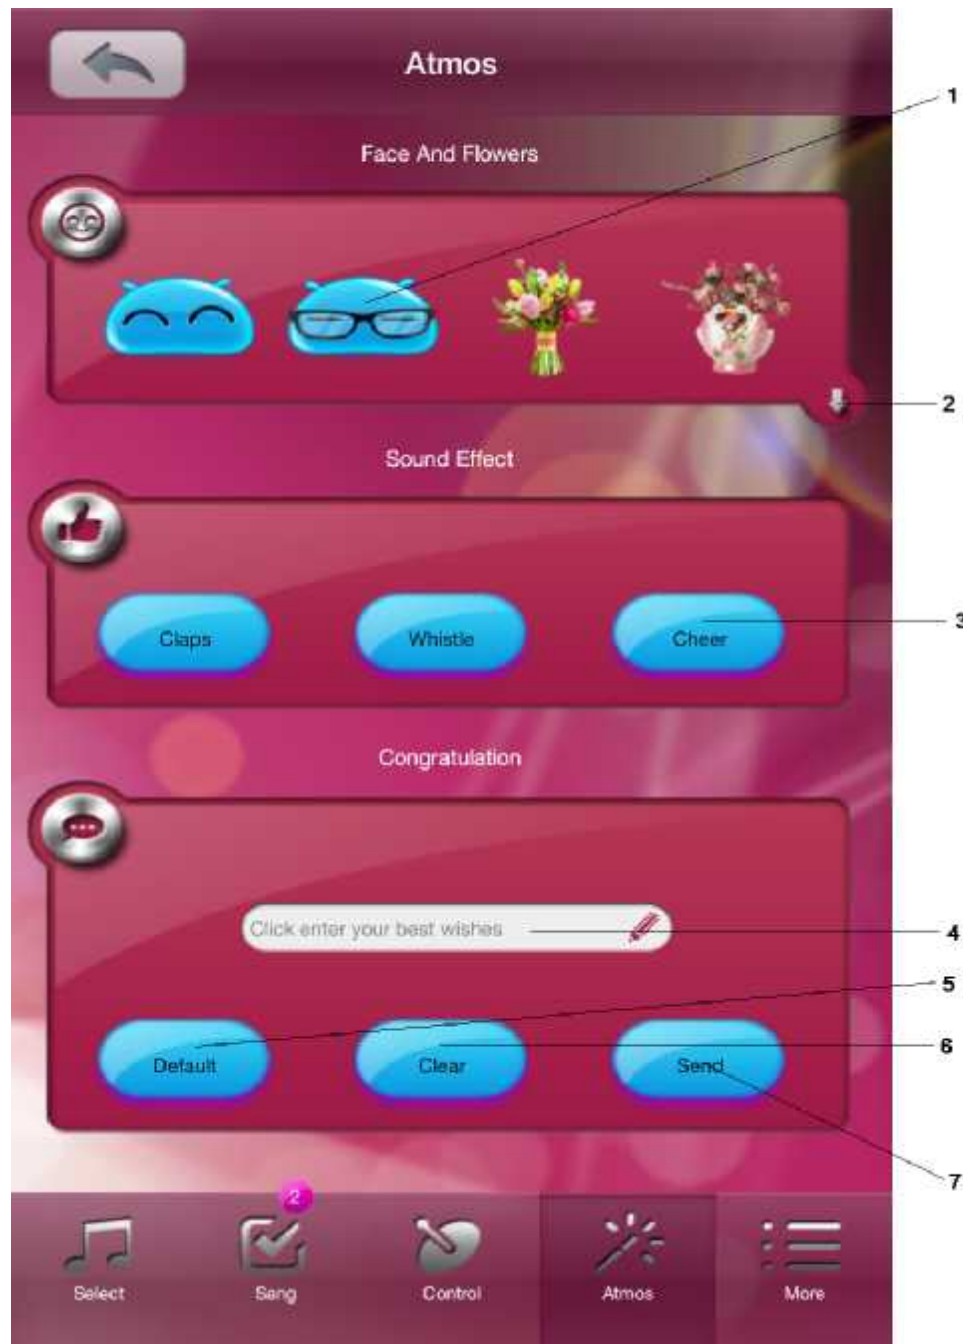 Atmos
1
Face And Flowers
2
Sound Effect
Claps Whistle Cheer
3
Congratulation
Click enter your best wishes
4
5
Default Clear Send
6
7
2
Select Sang Control Atmos More